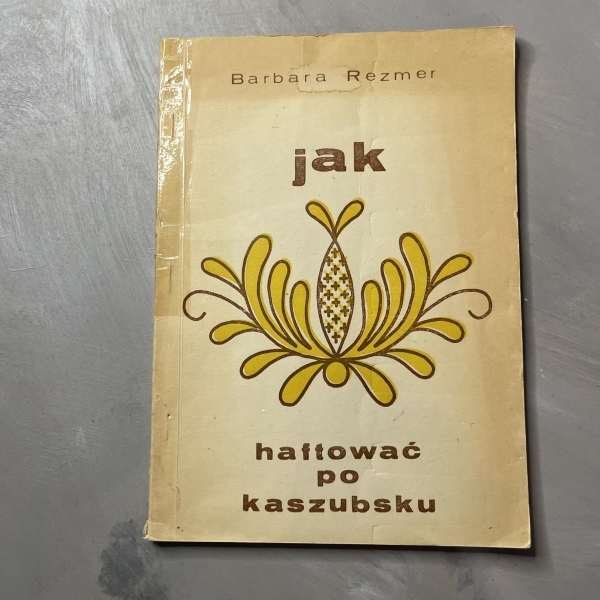 Barbara Rezmer
jak
haftować
po
kaszubsku